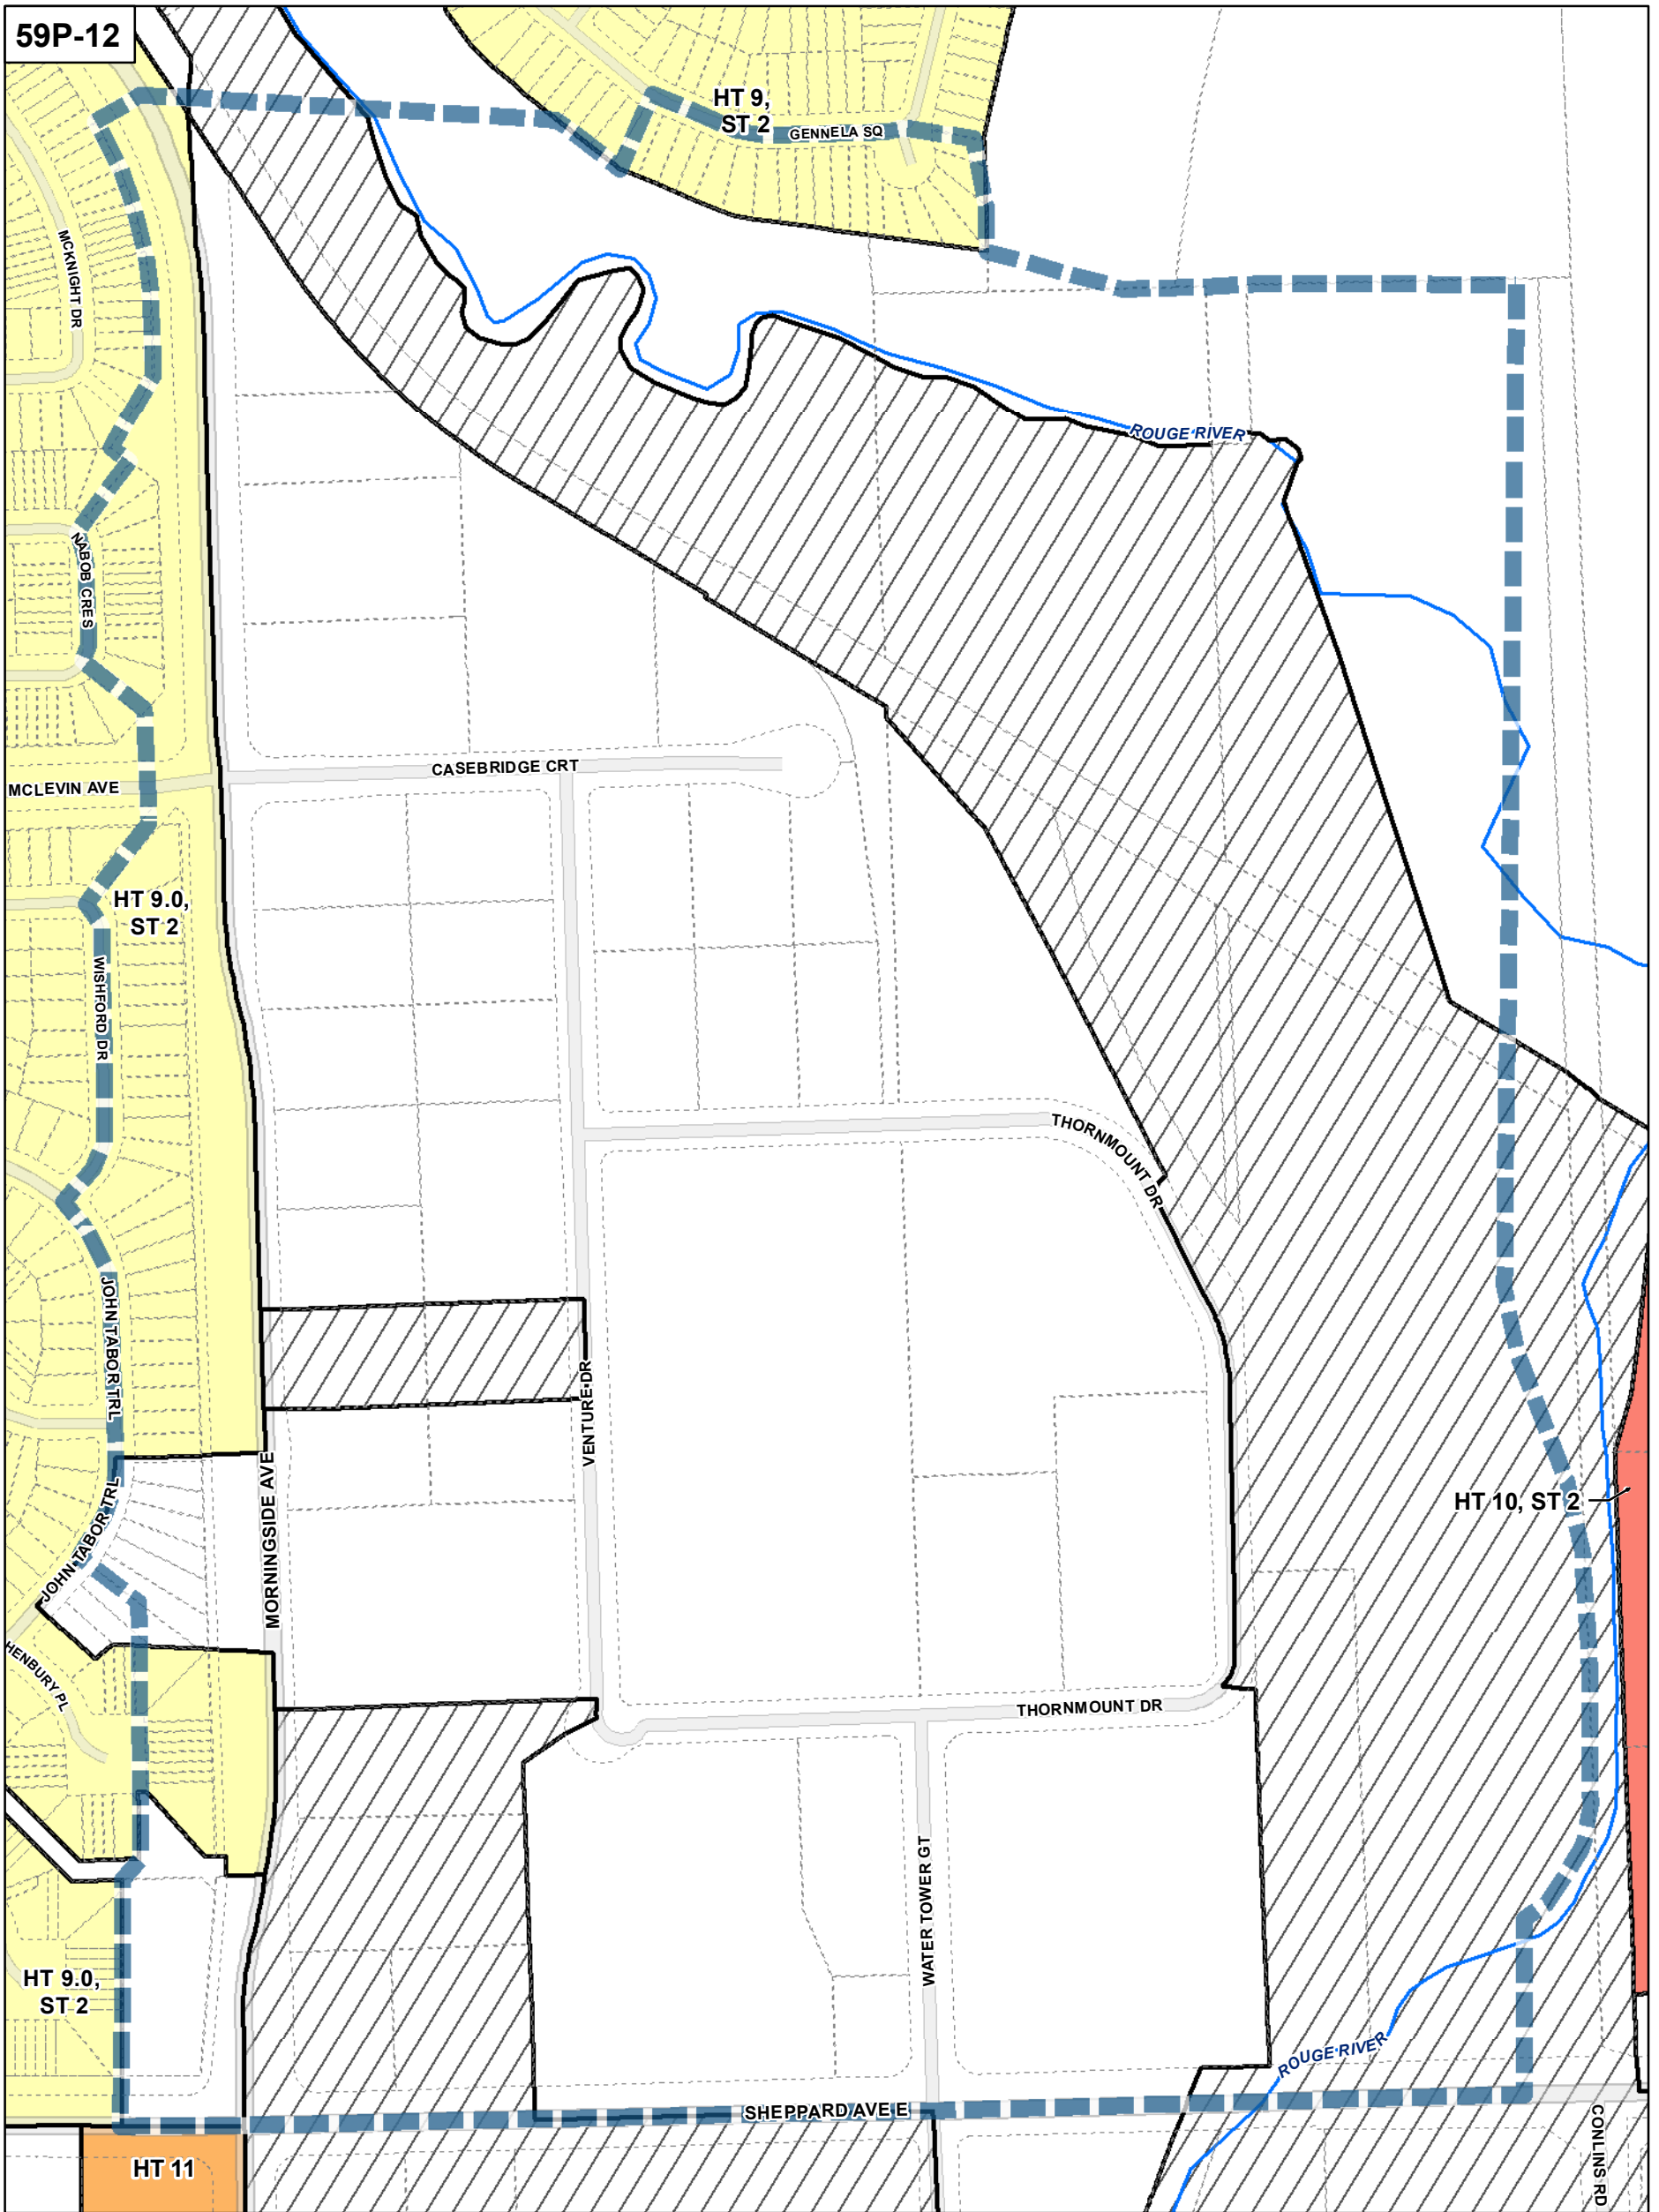 59P-12
HT 9,
ST 2
GENNELA SQ
MCKNIGHT DR
ROUGE RIVER
NABOB CRES
CASEBRIDGE CRT
MCLEVIN AVE
HT 9.0,
ST 2
WISHFORD DR
THORNMOUNT DR
JOHN TABOR TRL
VENTURE DR
MORNINGSIDE AVE
HT 10, ST 2
JOHN TABOR TRL
HENBURY PL
THORNMOUNT DR
WATER TOWER GT
HT 9.0,
ST 2
ROUGE RIVER
SHEPPARD AVE E
CONLINS RD
HT 11